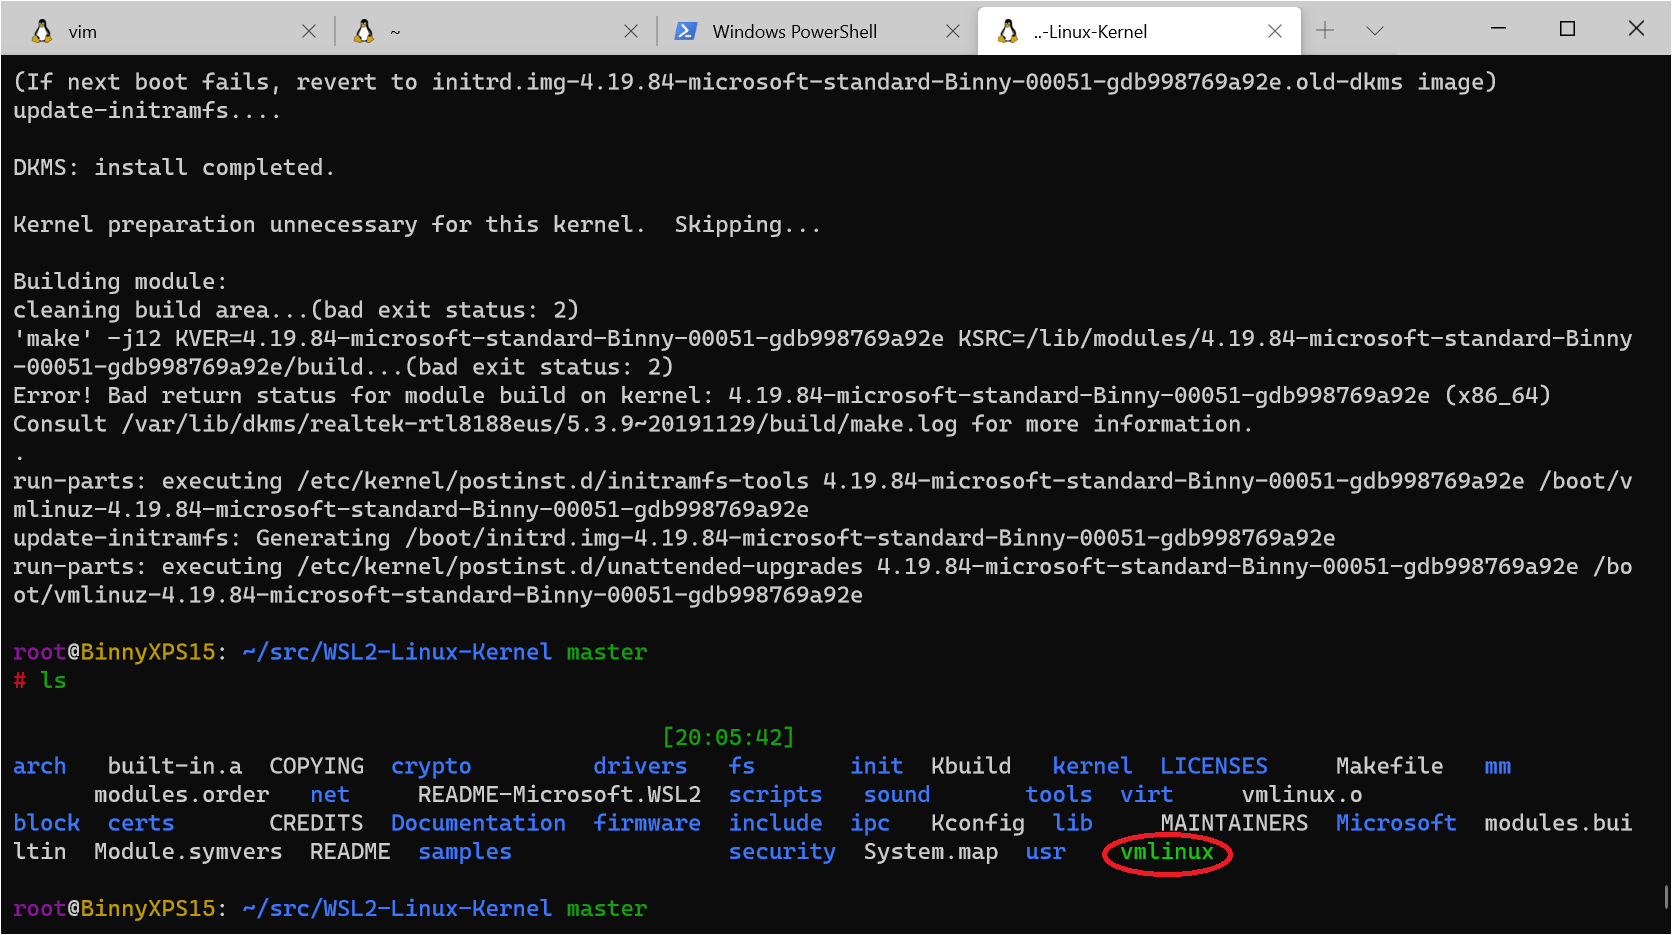 vim ~ Windows PowerShell ..-Linux-Kernel
(If next boot fails, revert to initrd.img-4.19.84-microsoft-standard-Binny-00051-gdb998769a92e.old-dkms image)
update-initramfs....
DKMS: install completed.
Kernel preparation unnecessary for this kernel.  Skipping...
Building module:
cleaning build area...(bad exit status: 2)
'make' -j12 KVER=4.19.84-microsoft-standard-Binny-00051-gdb998769a92e KSRC=/lib/modules/4.19.84-microsoft-standard-Binny
-00051-gdb998769a92e/build...(bad exit status: 2)
Error! Bad return status for module build on kernel: 4.19.84-microsoft-standard-Binny-00051-gdb998769a92e (x86_64)
Consult /var/lib/dkms/realtek-rtl8188eus/5.3.9~20191129/build/make.log for more information.
.
run-parts: executing /etc/kernel/postinst.d/initramfs-tools 4.19.84-microsoft-standard-Binny-00051-gdb998769a92e /boot/v
mlinuz-4.19.84-microsoft-standard-Binny-00051-gdb998769a92e
update-initramfs: Generating /boot/initrd.img-4.19.84-microsoft-standard-Binny-00051-gdb998769a92e
run-parts: executing /etc/kernel/postinst.d/unattended-upgrades 4.19.84-microsoft-standard-Binny-00051-gdb998769a92e /bo
ot/vmlinuz-4.19.84-microsoft-standard-Binny-00051-gdb998769a92e
root@BinnyXPS15: ~/src/WSL2-Linux-Kernel master
# ls
[20:05:42]
arch built-in.a COPYING crypto drivers fs init Kbuild kernel LICENSES Makefile mm
modules.order net README-Microsoft.WSL2 scripts sound tools virt vmlinux.o
block certs CREDITS Documentation firmware include ipc Kconfig lib MAINTAINERS Microsoft modules.bui
ltin Module.symvers README samples security System.map usr vmlinux
root@BinnyXPS15: ~/src/WSL2-Linux-Kernel master